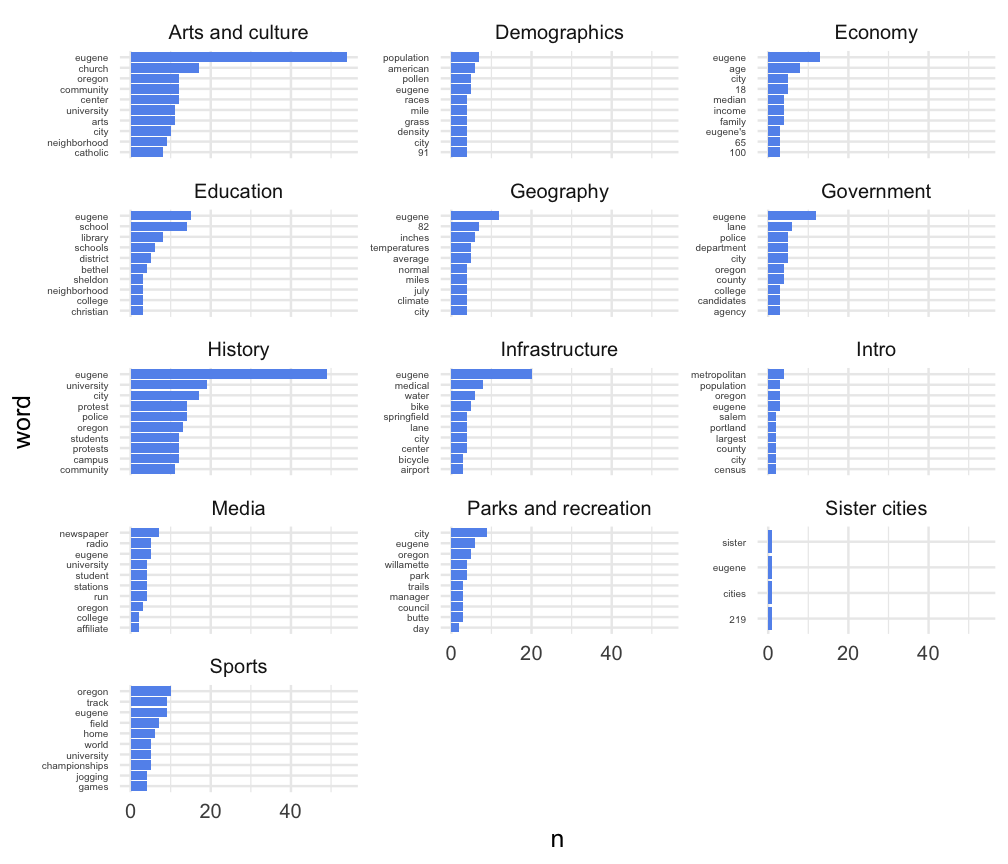 Arts and culture
eugene
church
oregon
community
center
university
arts
city
neighborhood
catholic
Demographics
population
american
pollen
eugene
races
mile
grass
density
city
91
Economy
eugene
age
city
18
median
income
family
eugene's
65
100
Education
eugene
school
library
schools
district
bethel
sheldon
neighborhood
college
christian
Geography
eugene
82
inches
temperatures
average
normal
miles
july
climate
city
Government
eugene
lane
police
department
city
oregon
county
college
candidates
agency
History
eugene
university
city
protest
police
oregon
students
protests
campus
community
Infrastructure
eugene
medical
water
bike
springfield
lane
city
center
bicycle
airport
Intro
metropolitan
population
oregon
eugene
salem
portland
largest
county
city
census
Media
newspaper
radio
eugene
university
student
stations
run
oregon
college
affiliate
Parks and recreation
city
eugene
oregon
willamette
park
trails
manager
council
butte
day
0 20 40
Sister cities
sister
eugene
cities
219
0 20 40
Sports
oregon
track
eugene
field
home
world
university
championships
jogging
games
0 20 40
word
n